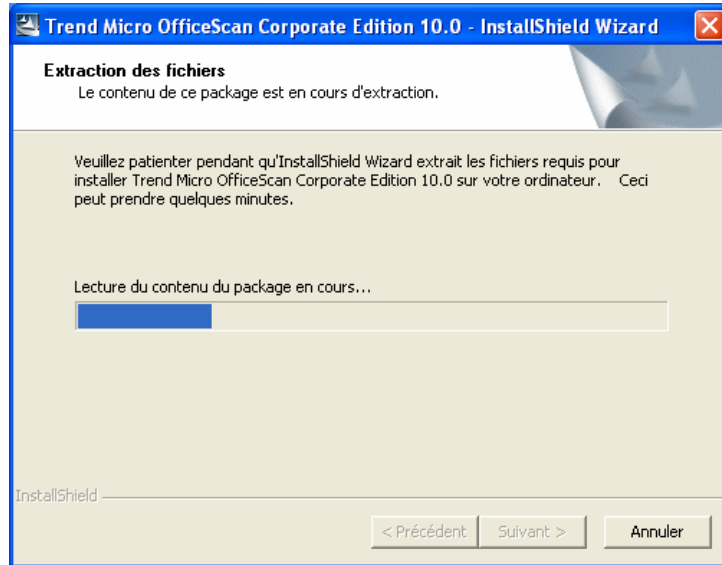 Trend Micro OfficeScan Corporate Edition 10.0 - InstallShield Wizard
Extraction des fichiers
Le contenu de ce package est en cours d'extraction.
Veuillez patienter pendant qu'InstallShield Wizard extrait les fichiers requis pour
installer Trend Micro OfficeScan Corporate Edition 10.0 sur votre ordinateur. Ceci
peut prendre quelques minutes.
Lecture du contenu du package en cours...
InstallShield
< Précédent Suivant > Annuler